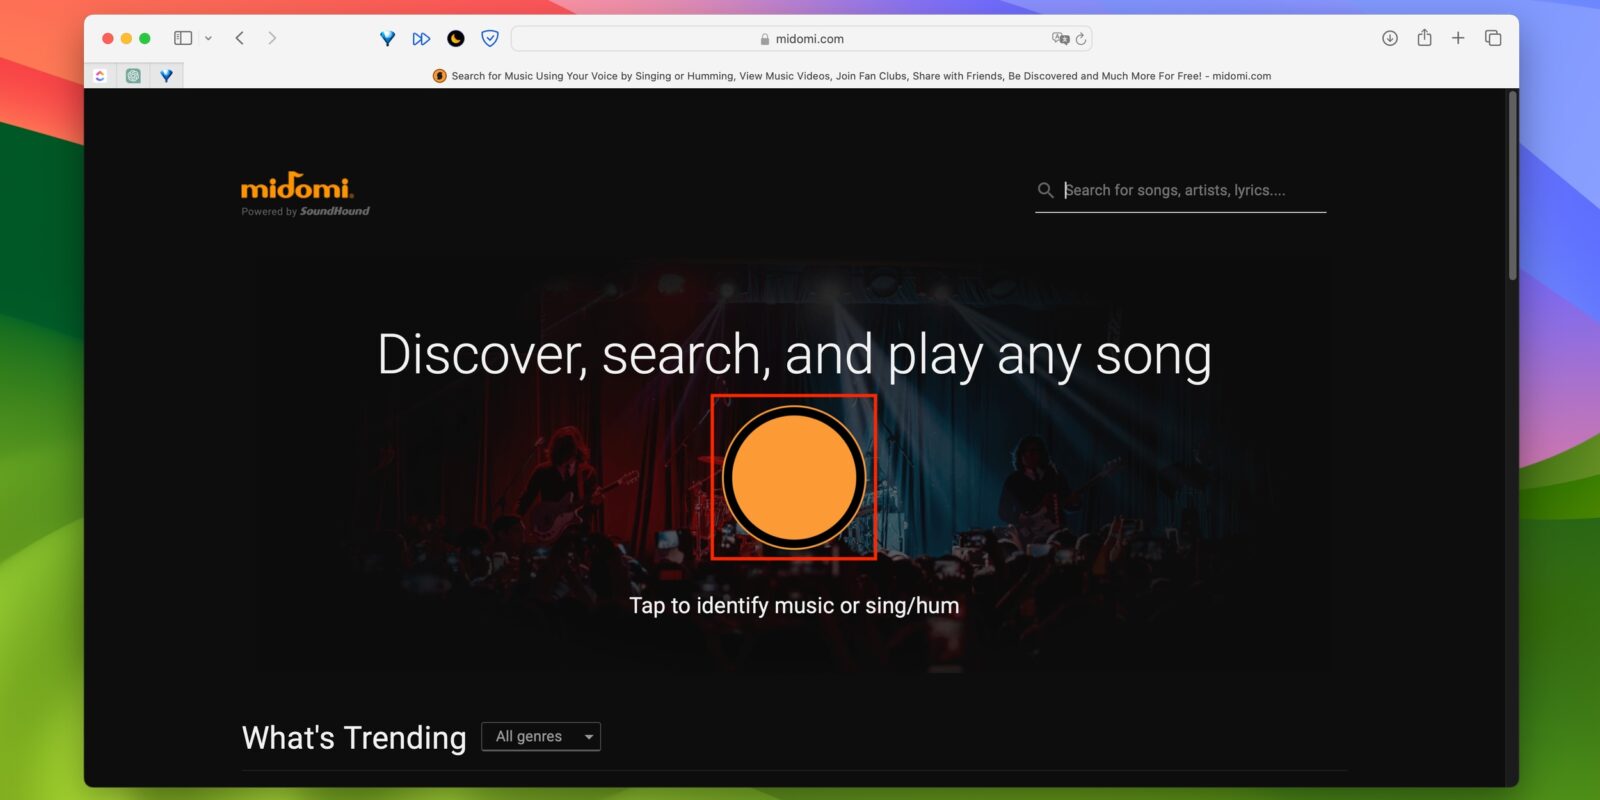 midomi.com
Search for Music Using Your Voice by Singing or Humming, View Music Videos, Join Fan Clubs, Share with Friends, Be Discovered and Much More For Free! - midomi.com
midomi®
Powered by SoundHound
Search for songs, artists, lyrics....
Discover, search, and play any song
Tap to identify music or sing/hum
What's Trending
All genres